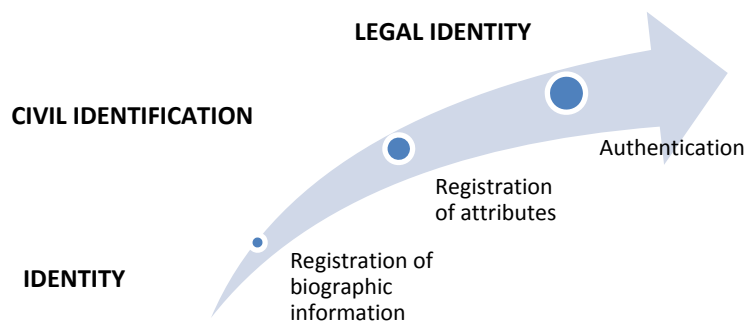 LEGAL IDENTITY
CIVIL IDENTIFICATION
Authentication
Registration
of attributes
IDENTITY
Registration of
biographic
information